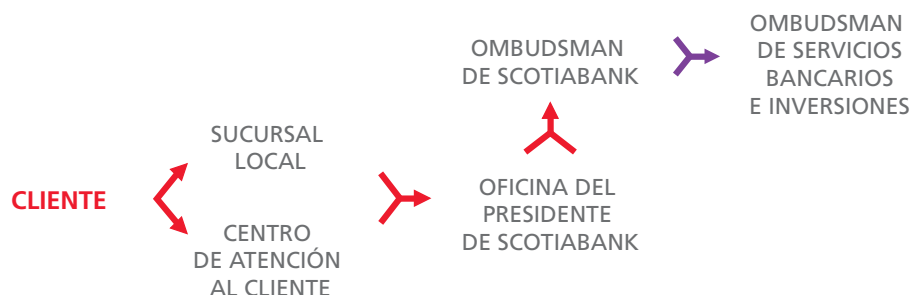 CLIENTE
SUCURSAL
LOCAL
CENTRO
DE ATENCIÓN
AL CLIENTE
OFICINA DEL
PRESIDENTE
DE SCOTIABANK
OMBUDSMAN
DE SCOTIABANK
OMBUDSMAN
DE SERVICIOS
BANCARIOS
E INVERSIONES